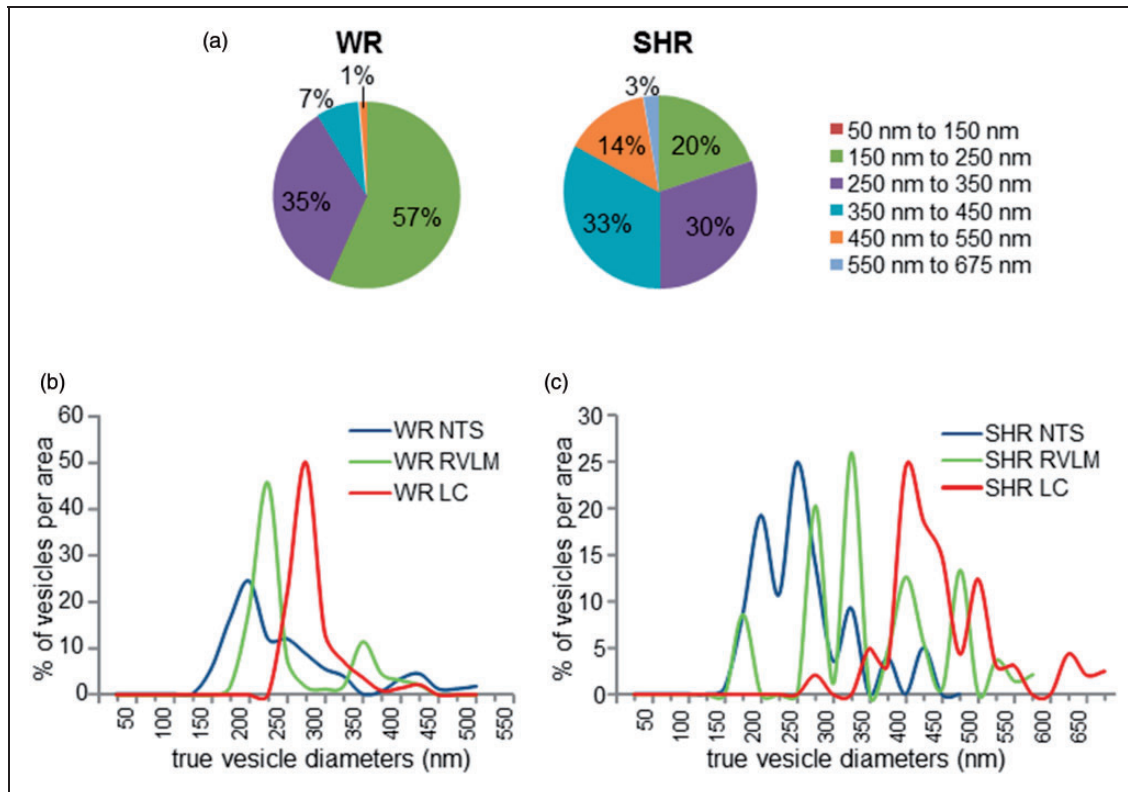 (a)
WR
SHR
1%
7%
35%
57%
3%
14%
20%
33%
30%
50 nm to 150 nm
150 nm to 250 nm
250 nm to 350 nm
350 nm to 450 nm
450 nm to 550 nm
550 nm to 675 nm
(b)
% of vesicles per area
60
50
40
30
20
10
0
WR NTS
WR RVLM
WR LC
50 100 150 200 250 300 350 400 450 500 550
true vesicle diameters (nm)
(c)
% of vesicles per area
30
25
20
15
10
5
0
SHR NTS
SHR RVLM
SHR LC
50 100 150 200 250 300 350 400 450 500 550 600 650
true vesicle diameters (nm)